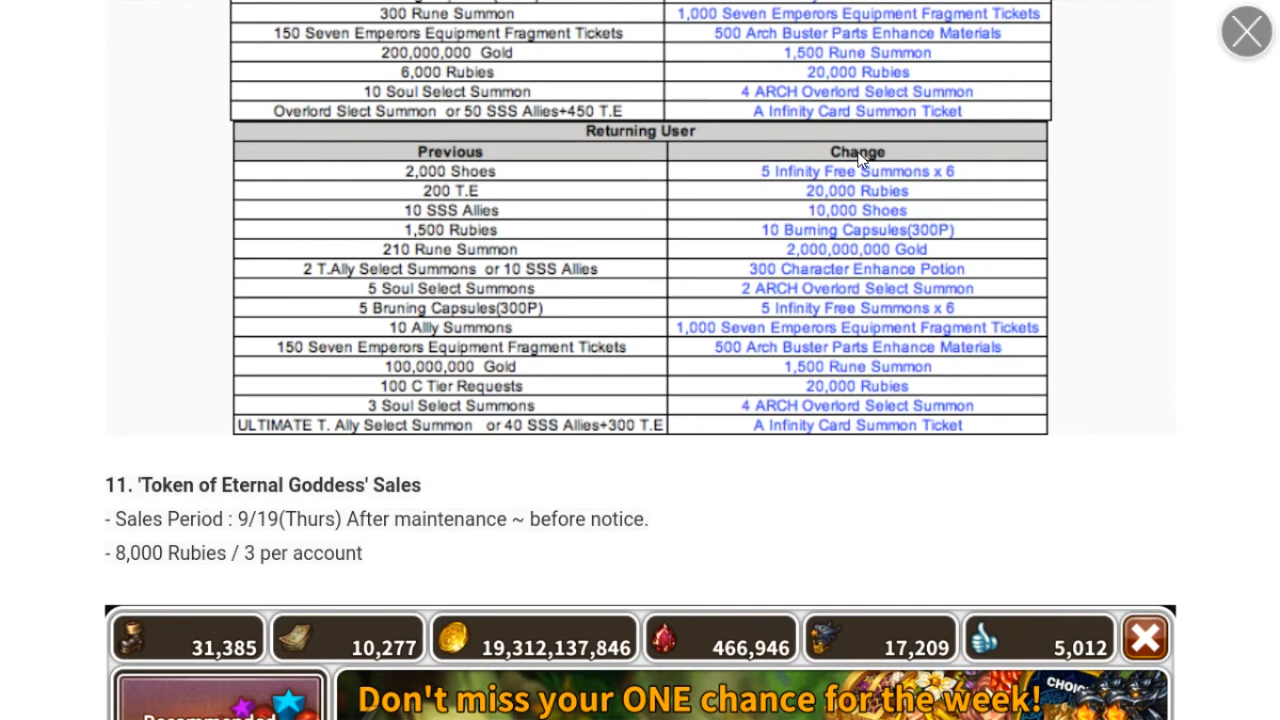 300 Rune Summon 1,000 Seven Emperors Equipment Fragment Tickets
150 Seven Emperors Equipment Fragment Tickets 500 Arch Buster Parts Enhance Materials
200,000,000 Gold 1,500 Rune Summon
6,000 Rubies 20,000 Rubies
10 Soul Select Summon 4 ARCH Overlord Select Summon
Overlord Slect Summon or 50 SSS Allies+450 T.E A Infinity Card Summon Ticket
Returning User
Previous Change
2,000 Shoes 5 Infinity Free Summons x 6
200 T.E 20,000 Rubies
10 SSS Allies 10,000 Shoes
1,500 Rubies 10 Burning Capsules(300P)
210 Rune Summon 2,000,000,000 Gold
2 T.Ally Select Summons or 10 SSS Allies 300 Character Enhance Potion
5 Soul Select Summons 2 ARCH Overlord Select Summon
5 Bruning Capsules(300P) 5 Infinity Free Summons x 6
10 Allly Summons 1,000 Seven Emperors Equipment Fragment Tickets
150 Seven Emperors Equipment Fragment Tickets 500 Arch Buster Parts Enhance Materials
100,000,000 Gold 1,500 Rune Summon
100 C Tier Requests 20,000 Rubies
3 Soul Select Summons 4 ARCH Overlord Select Summon
ULTIMATE T. Ally Select Summon or 40 SSS Allies+300 T.E A Infinity Card Summon Ticket
11. 'Token of Eternal Goddess' Sales
- Sales Period : 9/19(Thurs) After maintenance ~ before notice.
- 8,000 Rubies / 3 per account
31,385 10,277 19,312,137,846 466,946 17,209 5,012
Don't miss your ONE chance for the week!
Recommended